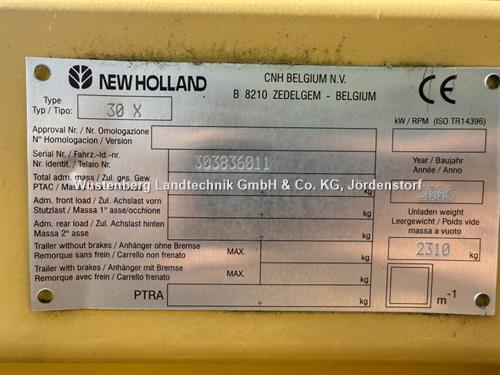 NEW HOLLAND
CNH BELGIUM N.V.
B 8210 ZEDELGEM - BELGIUM
CE
Type
Typ / Tipo:
30 X
kW / RPM (ISO TR14396)
Approval Nr. / Nr. Omologazione
N° Homologacion / Version
Serial Nr. / Fahrz.-Id.-nr.
Nr. identif. / Telaio Nr.
303836011
Year / Baujahr
Année / Anno
Total adm. mass / Zul. ges. Gew.
PTAC / Mas
kg
Wüstenberg Landtechnik GmbH & Co. KG, Jördenstorf
Adm. front load / Zul. Achslast vorn
Stutzlast / Massa 1° asse/occhione
kg
Unladen weight
Leergewicht / Poids vide
massa a vuoto
Adm. rear load / Zul. Achslast hinten
Massa 2° asse
kg
2310 kg
Trailer without brakes / Anhänger ohne Bremse
Remorque sans frein / Carrello non frenato
MAX.
kg
Trailer with brakes / Anhänger mit Bremse
Remorque avec frein / Carrello frenato
MAX.
kg
PTRA
kg
m-1